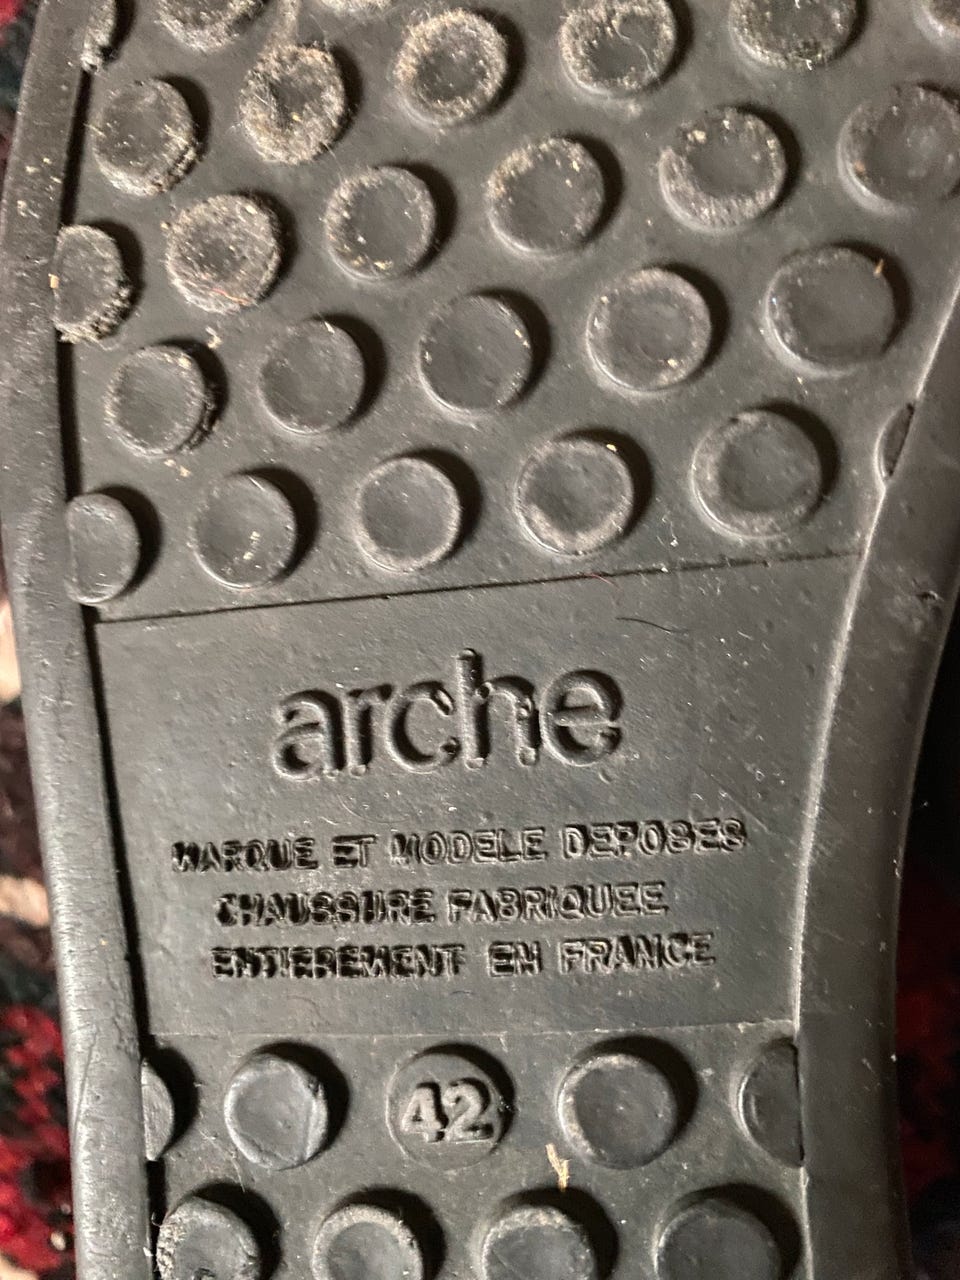 arche
MARQUE ET MODELE DEPOSES
CHAUSSURE FABRIQUEE
ENTIEREMENT EN FRANCE
42